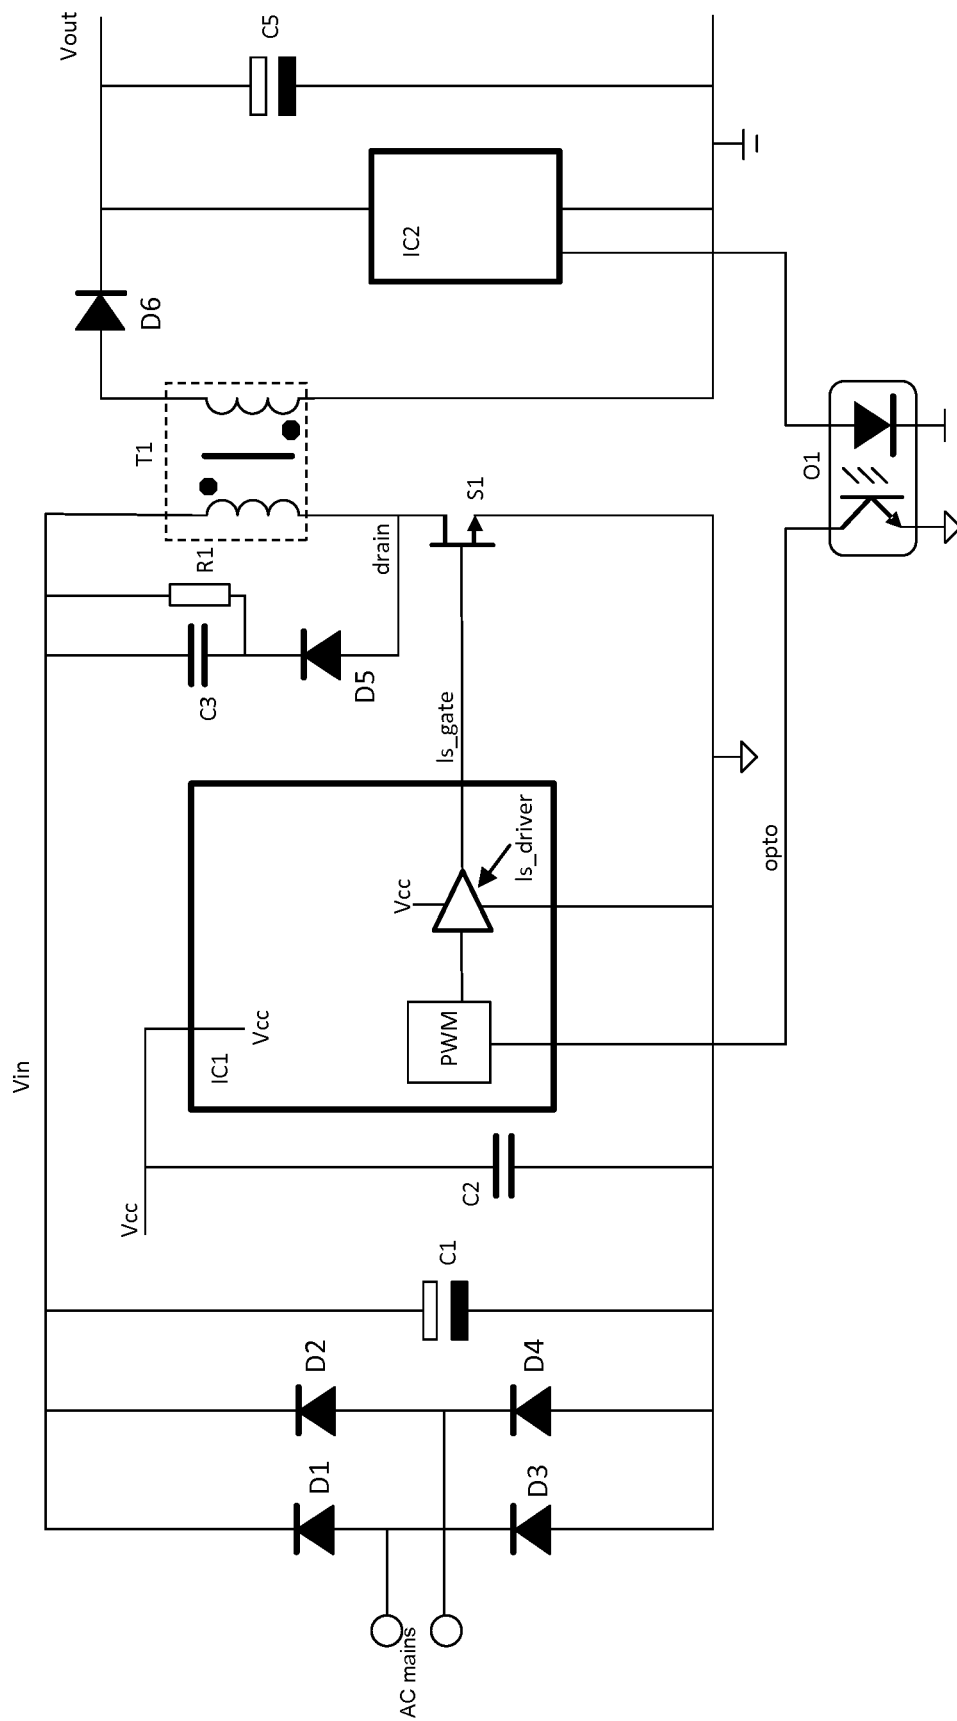 AC mains
D1
D3
D2
D4
C1
Vcc
C2
Vin
IC1
Vcc
PWM
Vcc
ls_driver
ls_gate
opto
C3
R1
D5
drain
S1
T1
O1
D6
IC2
Vout
C5